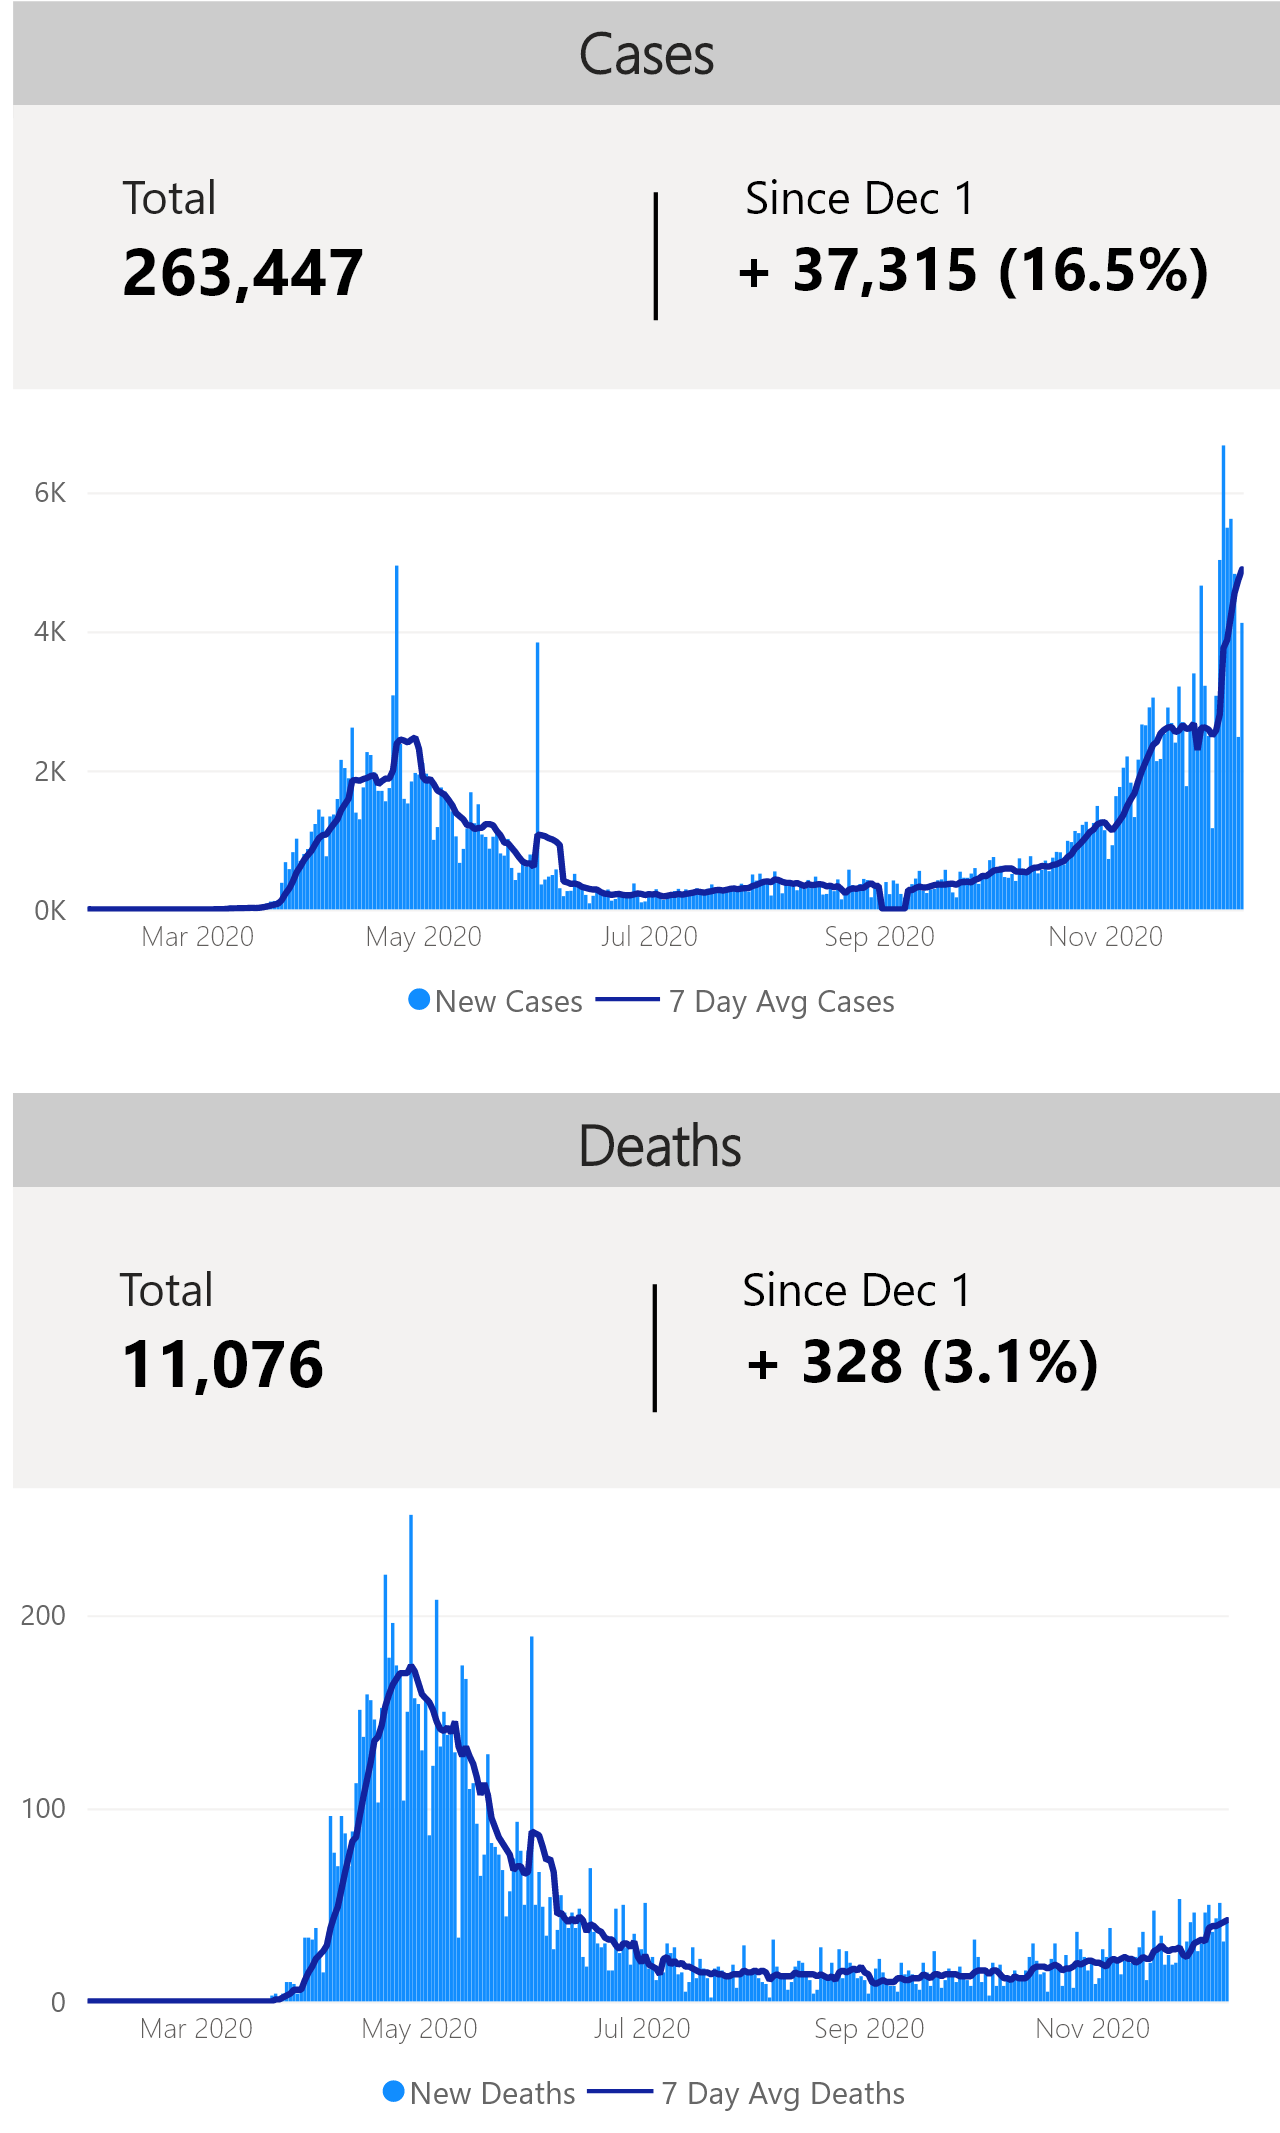 Cases
Total
263,447
Since Dec 1
+ 37,315 (16.5%)
6K
4K
2K
0K
Mar 2020 May 2020 Jul 2020 Sep 2020 Nov 2020
New Cases 7 Day Avg Cases
Deaths
Total
11,076
Since Dec 1
+ 328 (3.1%)
200
100
0
Mar 2020 May 2020 Jul 2020 Sep 2020 Nov 2020
New Deaths 7 Day Avg Deaths